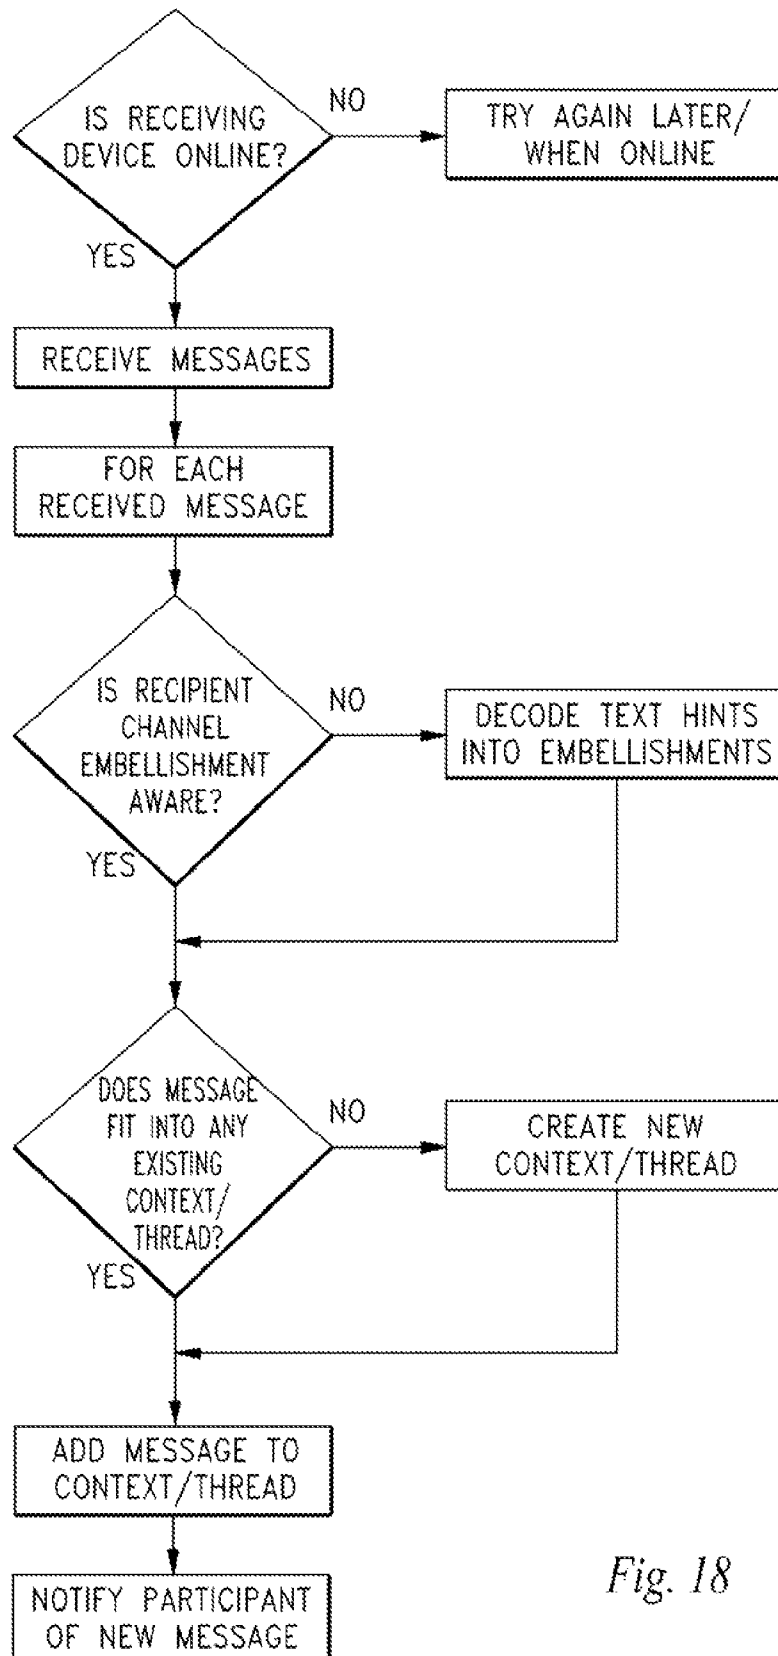 IS RECEIVING
DEVICE ONLINE?
NO
TRY AGAIN LATER/
WHEN ONLINE
YES
RECEIVE MESSAGES
FOR EACH
RECEIVED MESSAGE
IS RECIPIENT
CHANNEL
EMBELLISHMENT
AWARE?
NO
DECODE TEXT HINTS
INTO EMBELLISHMENTS
YES
DOES MESSAGE
FIT INTO ANY
EXISTING
CONTEXT/
THREAD?
NO
CREATE NEW
CONTEXT/THREAD
YES
ADD MESSAGE TO
CONTEXT/THREAD
NOTIFY PARTICIPANT
OF NEW MESSAGE
Fig. 18